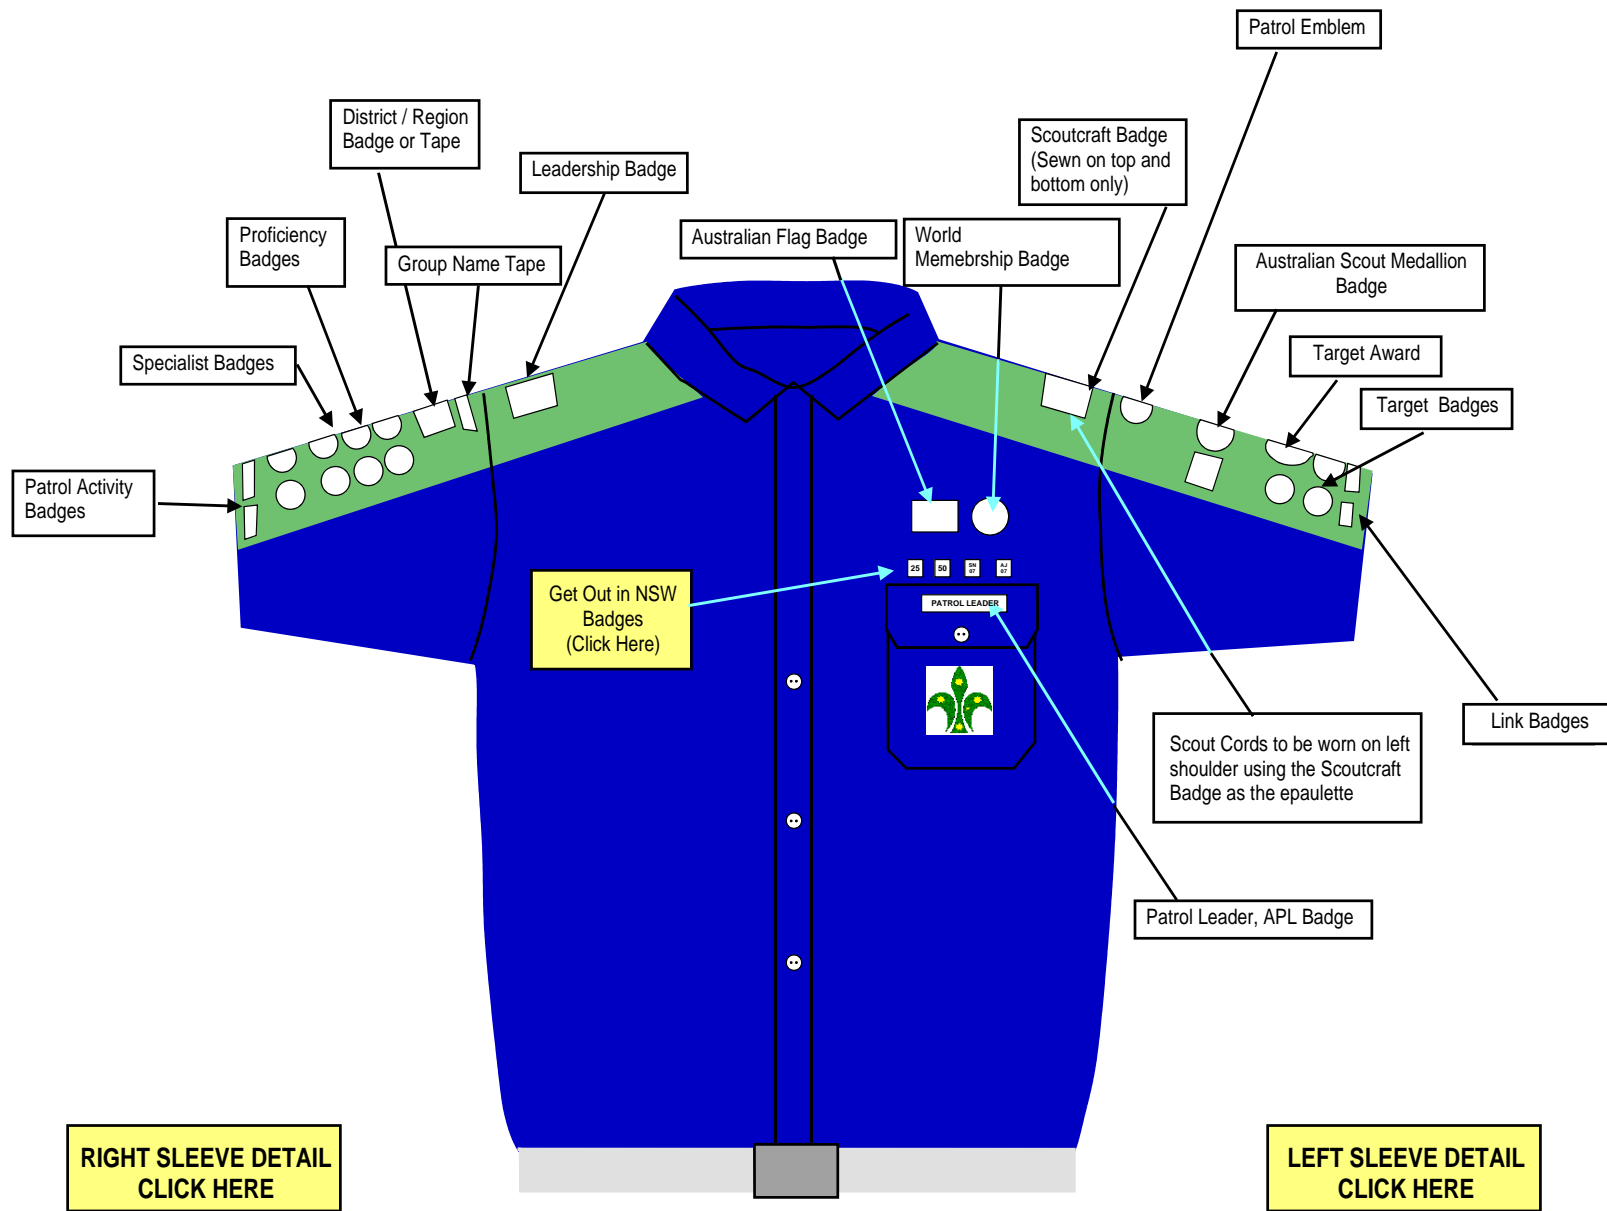 Patrol Emblem
District / Region
Badge or Tape
Scoutcraft Badge
(Sewn on top and
bottom only)
Leadership Badge
Proficiency
Badges
Group Name Tape
Australian Flag Badge
World
Memebrship Badge
Australian Scout Medallion
Badge
Specialist Badges
Target Award
Target Badges
Patrol Activity
Badges
25
50
SN
07
AJ
07
Get Out in NSW
Badges
(Click Here)
PATROL LEADER
Link Badges
Scout Cords to be worn on left
shoulder using the Scoutcraft
Badge as the epaulette
Patrol Leader, APL Badge
RIGHT SLEEVE DETAIL
CLICK HERE
LEFT SLEEVE DETAIL
CLICK HERE